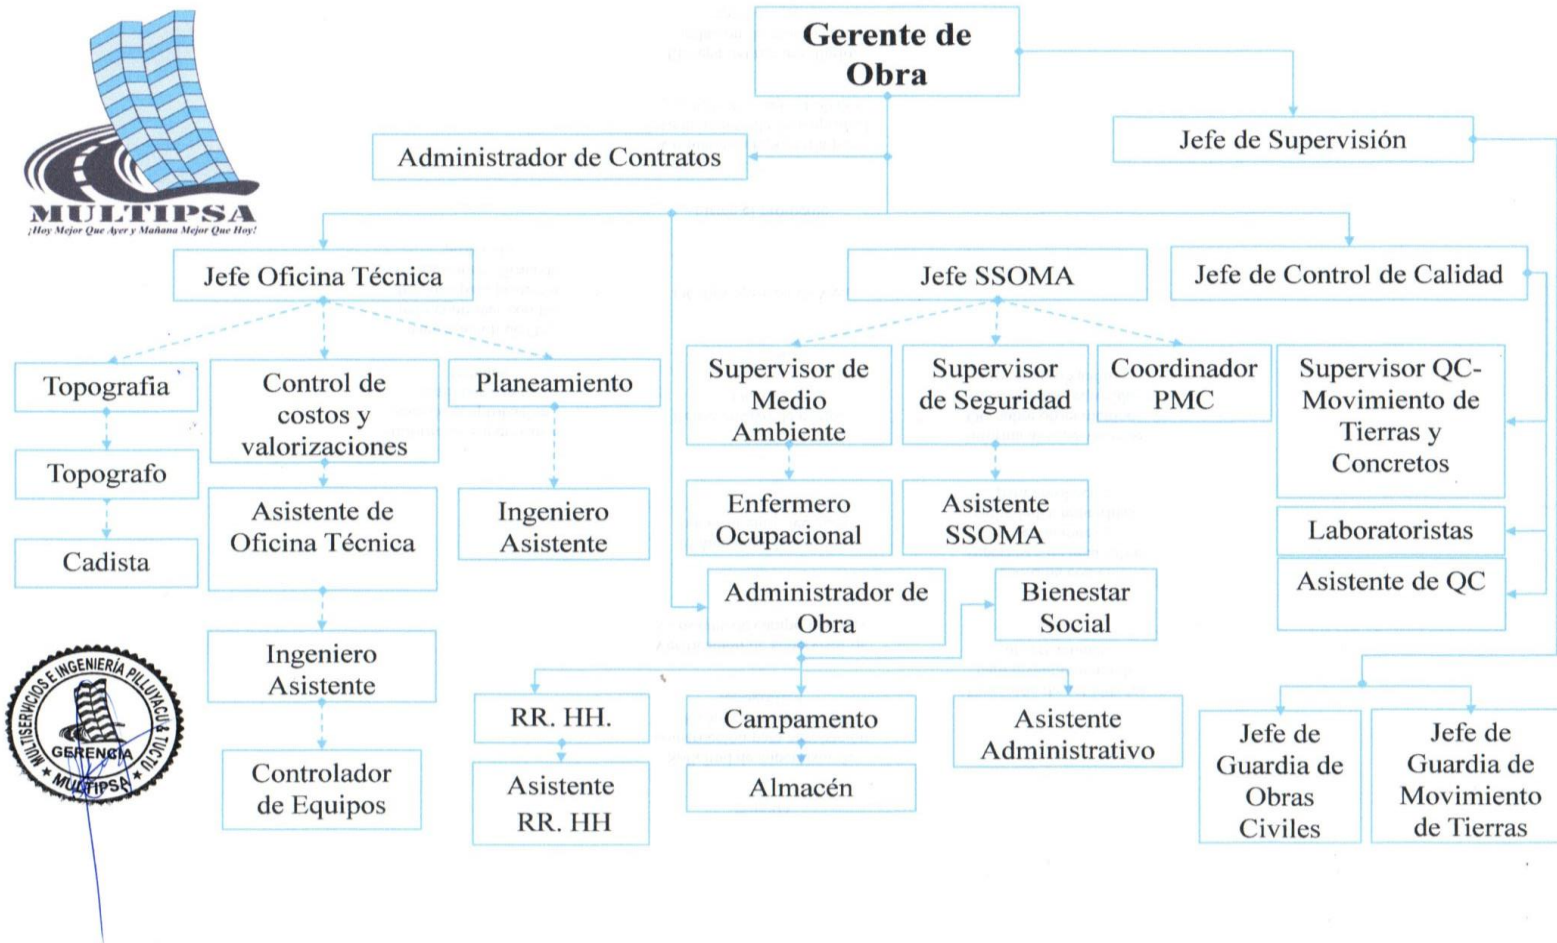 Gerente de
Obra
Jefe de Supervisión
Administrador de Contratos
MULTIPSA
¡Hoy Mejor Que Ayer y Mañana Mejor Que Hoy!
Jefe Oficina Técnica
Jefe SSOMA
Jefe de Control de Calidad
Topografia
Control de
costos y
valorizaciones
Planeamiento
Supervisor de
Medio
Ambiente
Supervisor
de Seguridad
Coordinador
PMC
Supervisor QC-
Movimiento de
Tierras y
Concretos
Topografo
Asistente de
Oficina Técnica
Ingeniero
Asistente
Enfermero
Ocupacional
Asistente
SSOMA
Laboratoristas
Cadista
Asistente de QC
Administrador de
Obra
Bienestar
Social
Ingeniero
Asistente
RR. HH.
Campamento
Asistente
Administrativo
Jefe de
Guardia de
Obras
Civiles
Jefe de
Guardia de
Movimiento
de Tierras
Controlador
de Equipos
Asistente
RR. HH
Almacén
MULTISERVICIOS E INGENIERÍA PILLUYACU & TUCTU
GERENCIA
MULTIPSA